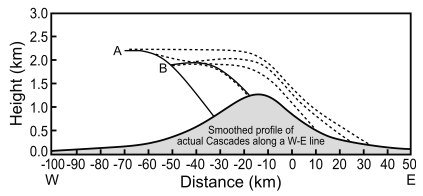 3.0
2.5
A
2.0
B
1.5
1.0
0.5
0.0
Height (km)
Smoothed profile of
actual Cascades along a W-E line
-100 -90 -80 -70 -60 -50 -40 -30 -20 -10 0 10 20 30 40 50
W Distance (km) E